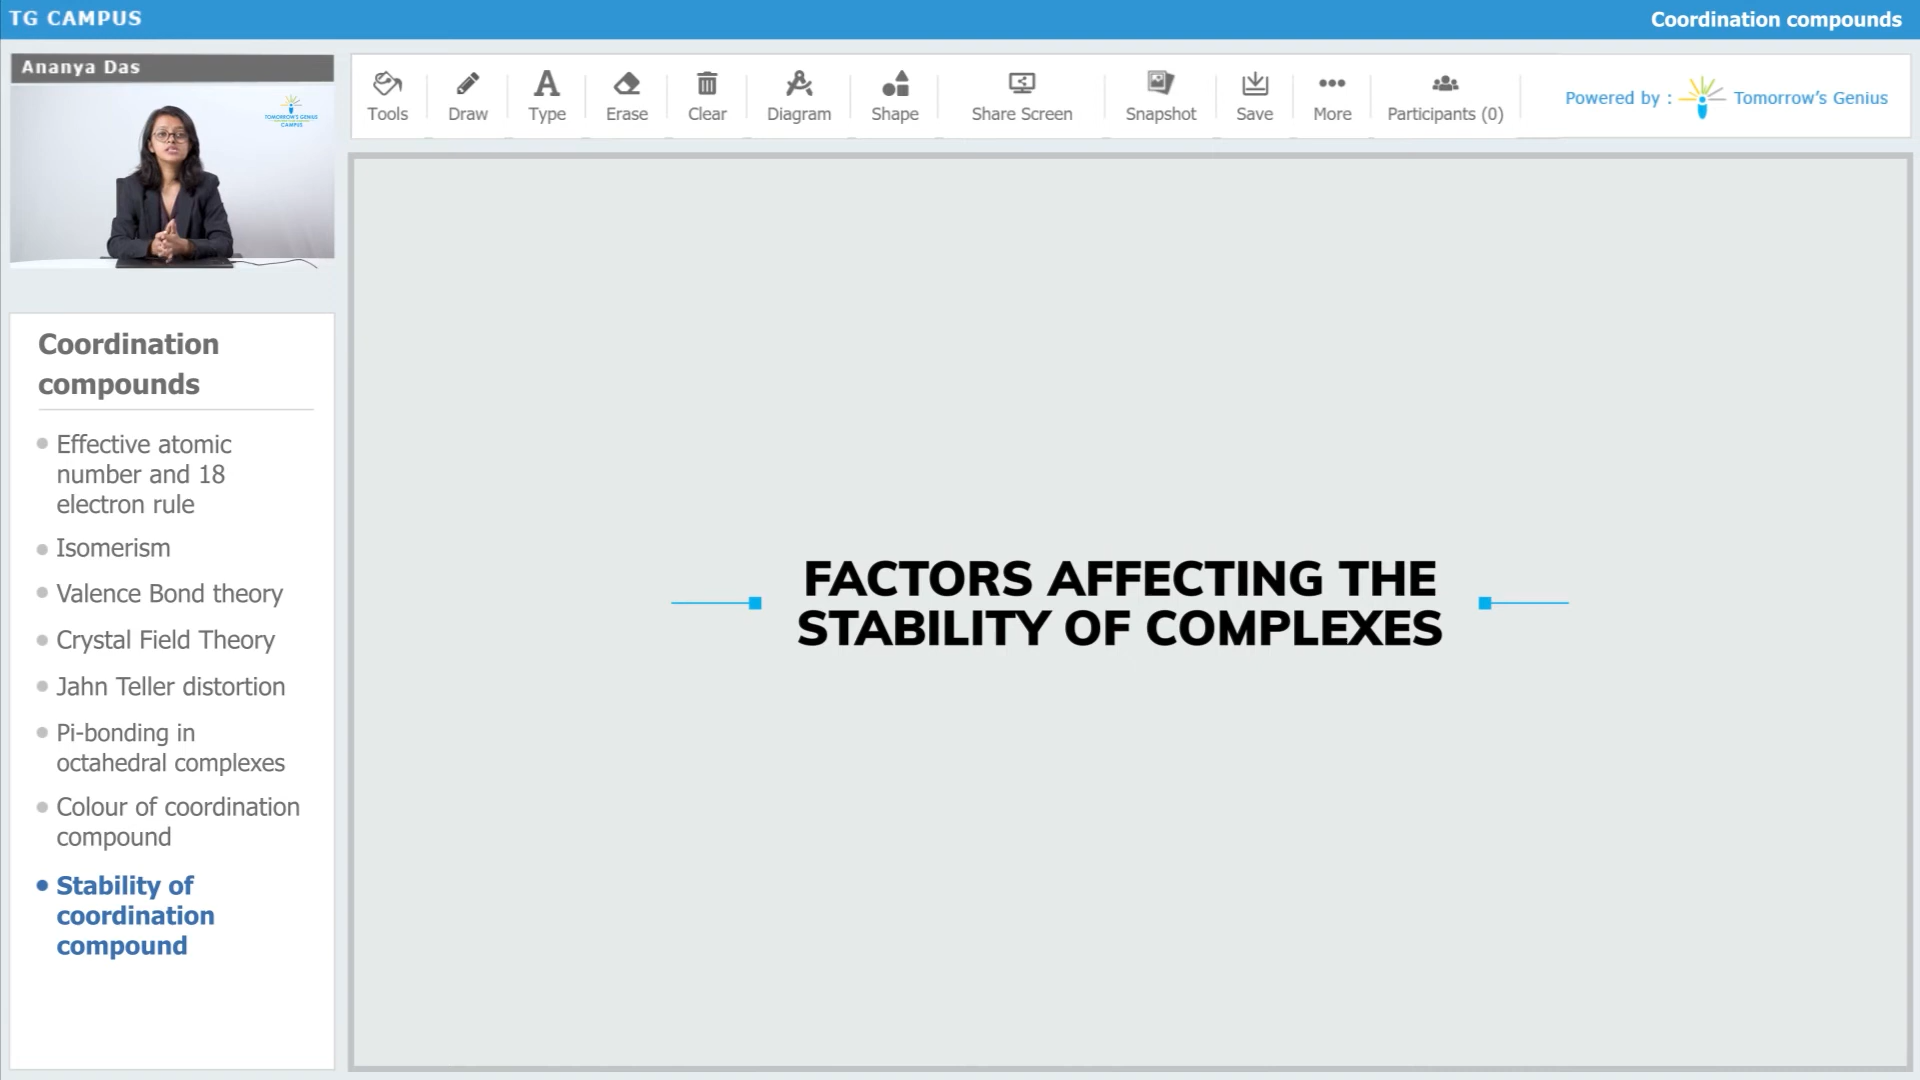 TG CAMPUS
Coordination compounds
Ananya Das
TOMORROW'S GENIUS
CAMPUS
Tools
Draw
Type
Erase
Clear
Diagram
Shape
Share Screen
Snapshot
Save
More
Participants (0)
Powered by :
Tomorrow's Genius
Coordination
compounds
Effective atomic
number and 18
electron rule
Isomerism
Valence Bond theory
Crystal Field Theory
Jahn Teller distortion
Pi-bonding in
octahedral complexes
Colour of coordination
compound
Stability of
coordination
compound
FACTORS AFFECTING THE
STABILITY OF COMPLEXES